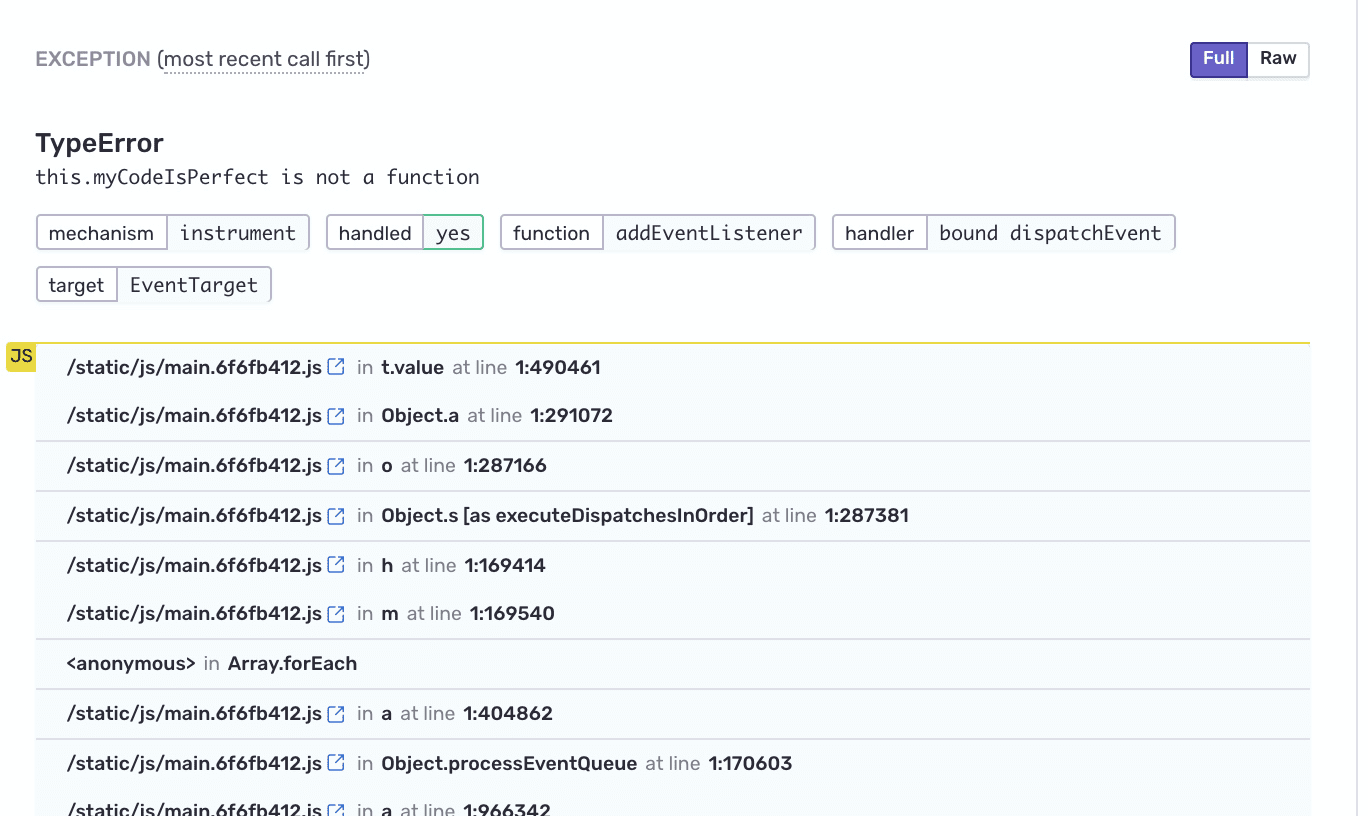 EXCEPTION (most recent call first)
Full Raw
TypeError
this.myCodeIsPerfect is not a function
mechanism instrument handled yes function addEventListener handler bound dispatchEvent
target EventTarget
JS
/static/js/main.6f6fb412.js in t.value at line 1:490461
/static/js/main.6f6fb412.js in Object.a at line 1:291072
/static/js/main.6f6fb412.js in o at line 1:287166
/static/js/main.6f6fb412.js in Object.s [as executeDispatchesInOrder] at line 1:287381
/static/js/main.6f6fb412.js in h at line 1:169414
/static/js/main.6f6fb412.js in m at line 1:169540
<anonymous> in Array.forEach
/static/js/main.6f6fb412.js in a at line 1:404862
/static/js/main.6f6fb412.js in Object.processEventQueue at line 1:170603
/static/js/main.6f6fb412.js in a at line 1:966342